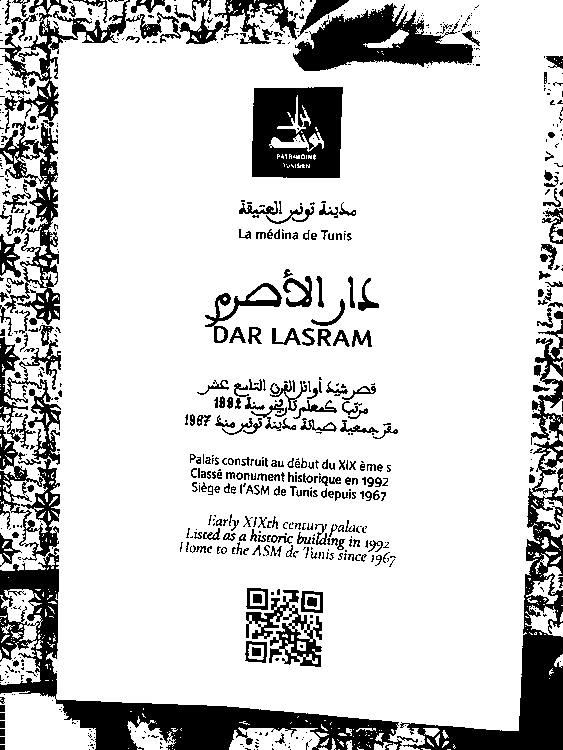 PATRIMOINE
TUNISIEN
مدينة تونس العتيقة
La médina de Tunis
دار الأصرم
DAR LASRAM
قصر شيّد أوائل القرن التاسع عشر
مرتّب كمعلم تاريخي سنة 1992
مقر جمعية صيانة مدينة تونس منذ 1967
Palais construit au début du XIX ème s
Classé monument historique en 1992
Siège de l'ASM de Tunis depuis 1967
Early XIXth century palace
Listed as a historic building in 1992
Home to the ASM de Tunis since 1967